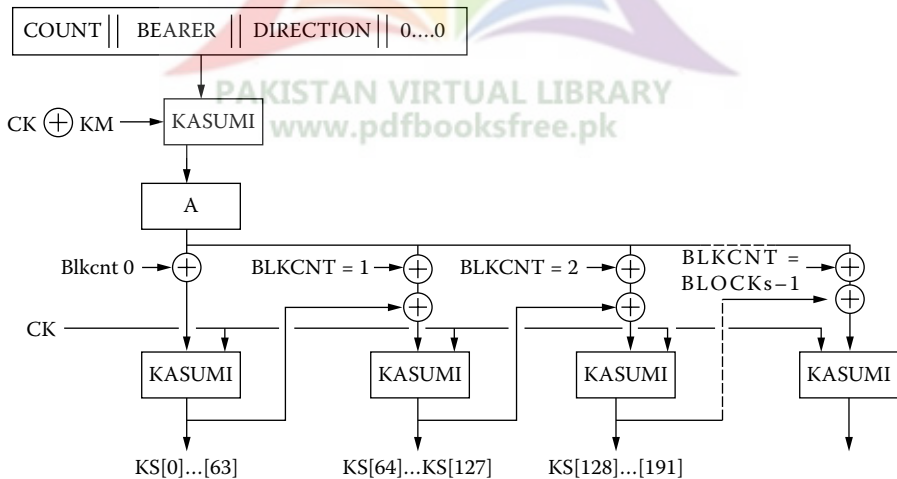 COUNT || BEARER || DIRECTION || 0....0
PAKISTAN VIRTUAL LIBRARY
www.pdfbooksfree.pk
CK + KM
KASUMI
A
Blkcnt 0
BLKCNT = 1
BLKCNT = 2
BLKCNT =
BLOCKs–1
CK
KASUMI
KASUMI
KASUMI
KASUMI
KS[0]...[63]
KS[64]...KS[127]
KS[128]...[191]